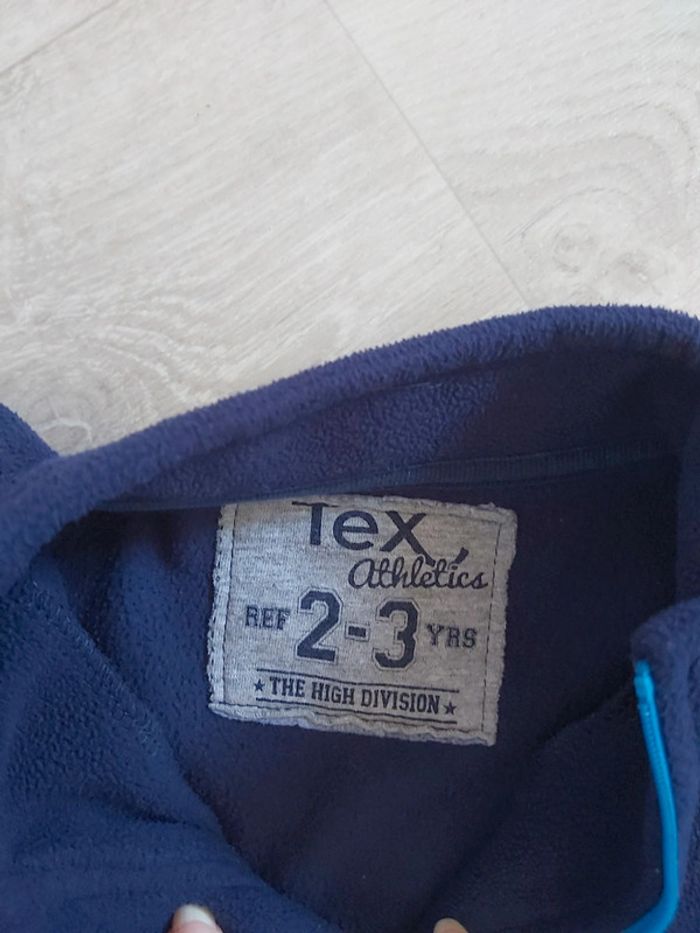 Tex
Athletics
REF 2-3 YRS
★ THE HIGH DIVISION ★